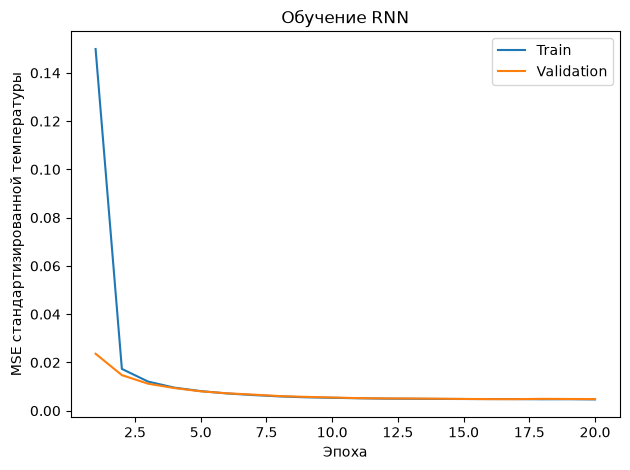 Обучение RNN
Train
Validation
MSE стандартизированной температуры
0.14
0.12
0.10
0.08
0.06
0.04
0.02
0.00
2.5 5.0 7.5 10.0 12.5 15.0 17.5 20.0
Эпоха